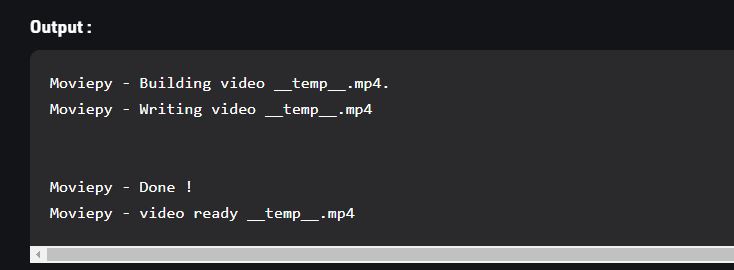 Output :
Moviepy - Building video __temp__.mp4.
Moviepy - Writing video __temp__.mp4
Moviepy - Done !
Moviepy - video ready __temp__.mp4